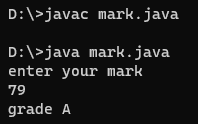 D:\>javac mark.java
D:\>java mark.java
enter your mark
79
grade A